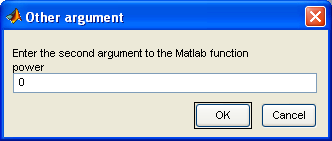 Other argument
Enter the second argument to the Matlab function
power
0
OK Cancel